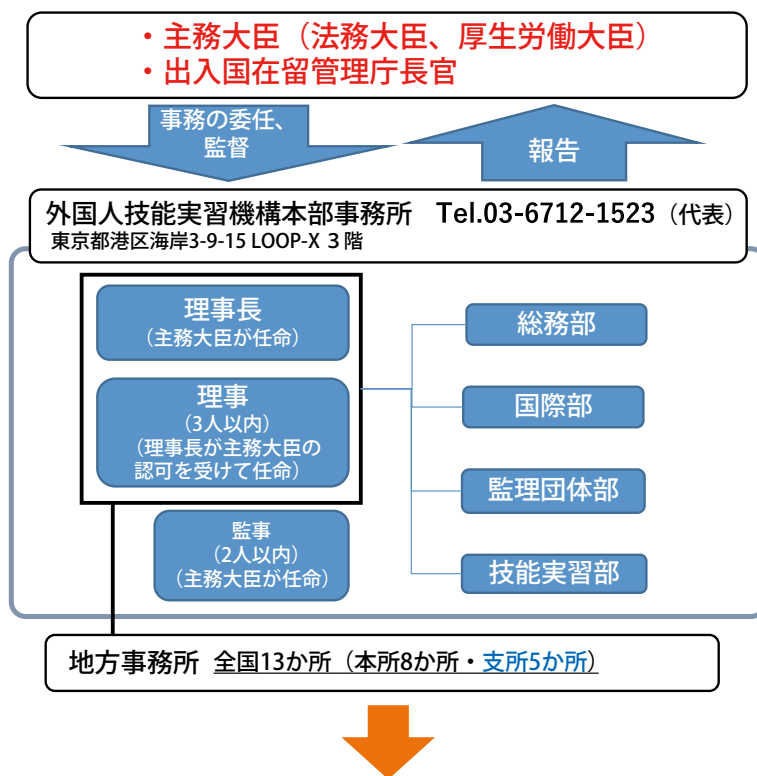 ・主務大臣（法務大臣、厚生労働大臣）
・出入国在留管理庁長官
事務の委任、
監督
報告
外国人技能実習機構本部事務所　Tel.03-6712-1523（代表）
東京都港区海岸3-9-15 LOOP-X ３階
理事長
（主務大臣が任命）
理事
（3人以内）
（理事長が主務大臣の
認可を受けて任命）
監事
（2人以内）
（主務大臣が任命）
総務部
国際部
監理団体部
技能実習部
地方事務所　全国13か所（本所8か所・支所5か所）